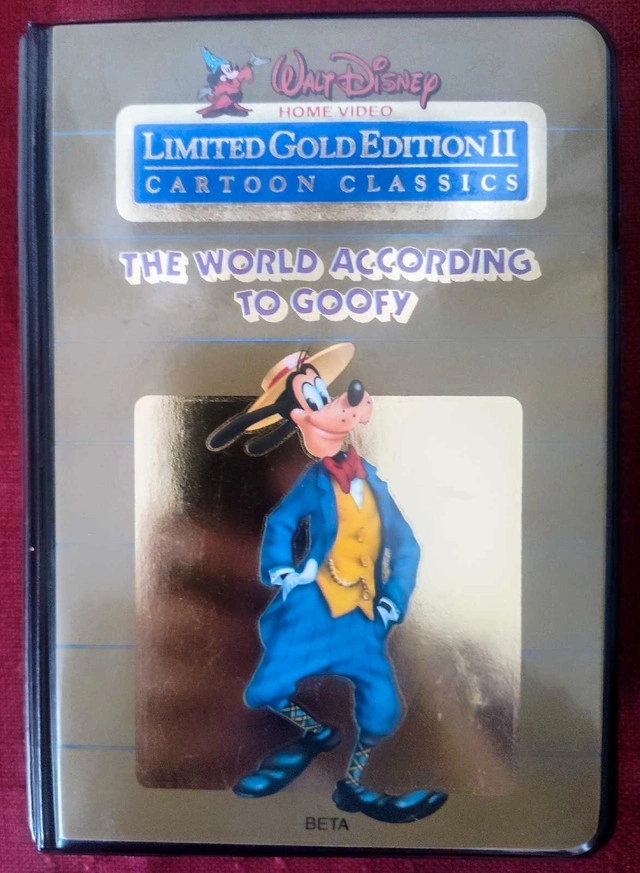 WALT DISNEY
HOME VIDEO
LIMITED GOLD EDITION II
CARTOON CLASSICS
THE WORLD ACCORDING
TO GOOFY
BETA